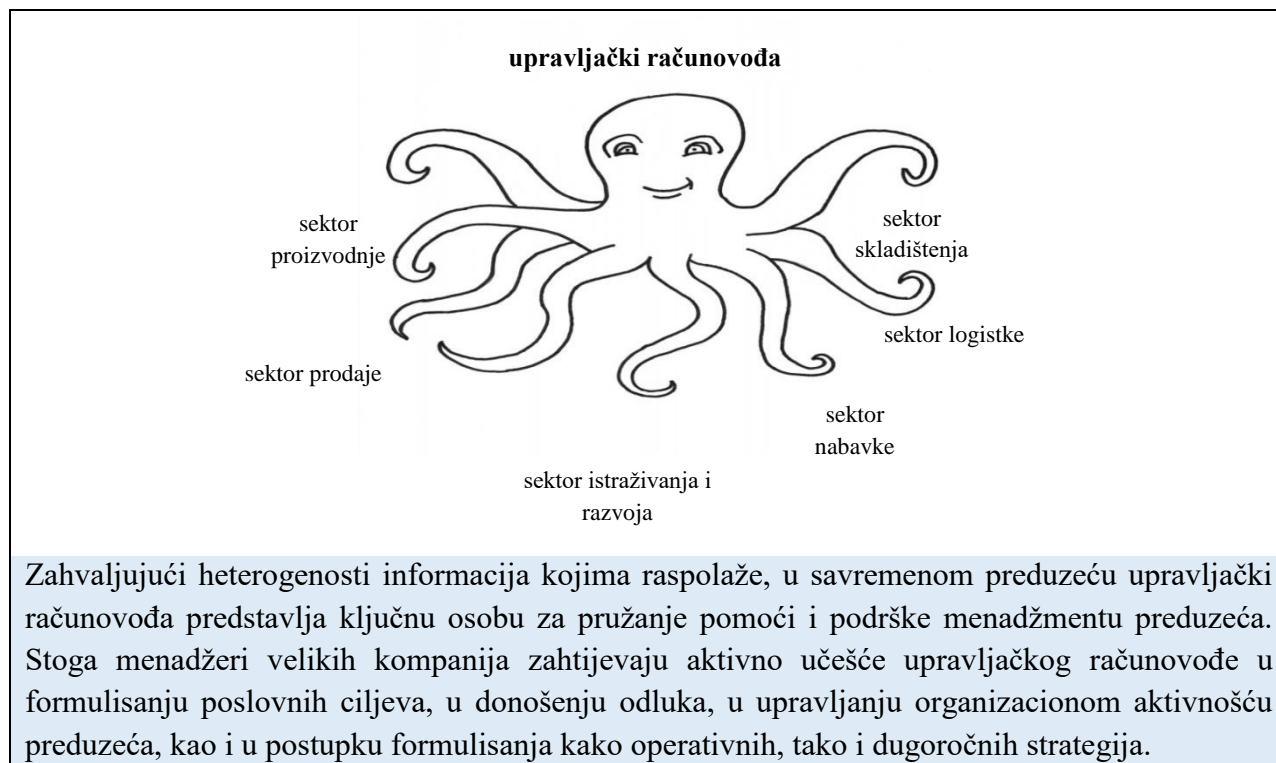 upravljački računovođa
sektor
proizvodnje
sektor
skladištenja
sektor logistke
sektor prodaje
sektor
nabavke
sektor istraživanja i
razvoja
Zahvaljujući heterogenosti informacija kojima raspolaže, u savremenom preduzeću upravljački
računovođa predstavlja ključnu osobu za pružanje pomoći i podrške menadžmentu preduzeća.
Stoga menadžeri velikih kompanija zahtijevaju aktivno učešće upravljačkog računovođe u
formulisanju poslovnih ciljeva, u donošenju odluka, u upravljanju organizacionom aktivnošću
preduzeća, kao i u postupku formulisanja kako operativnih, tako i dugoročnih strategija.